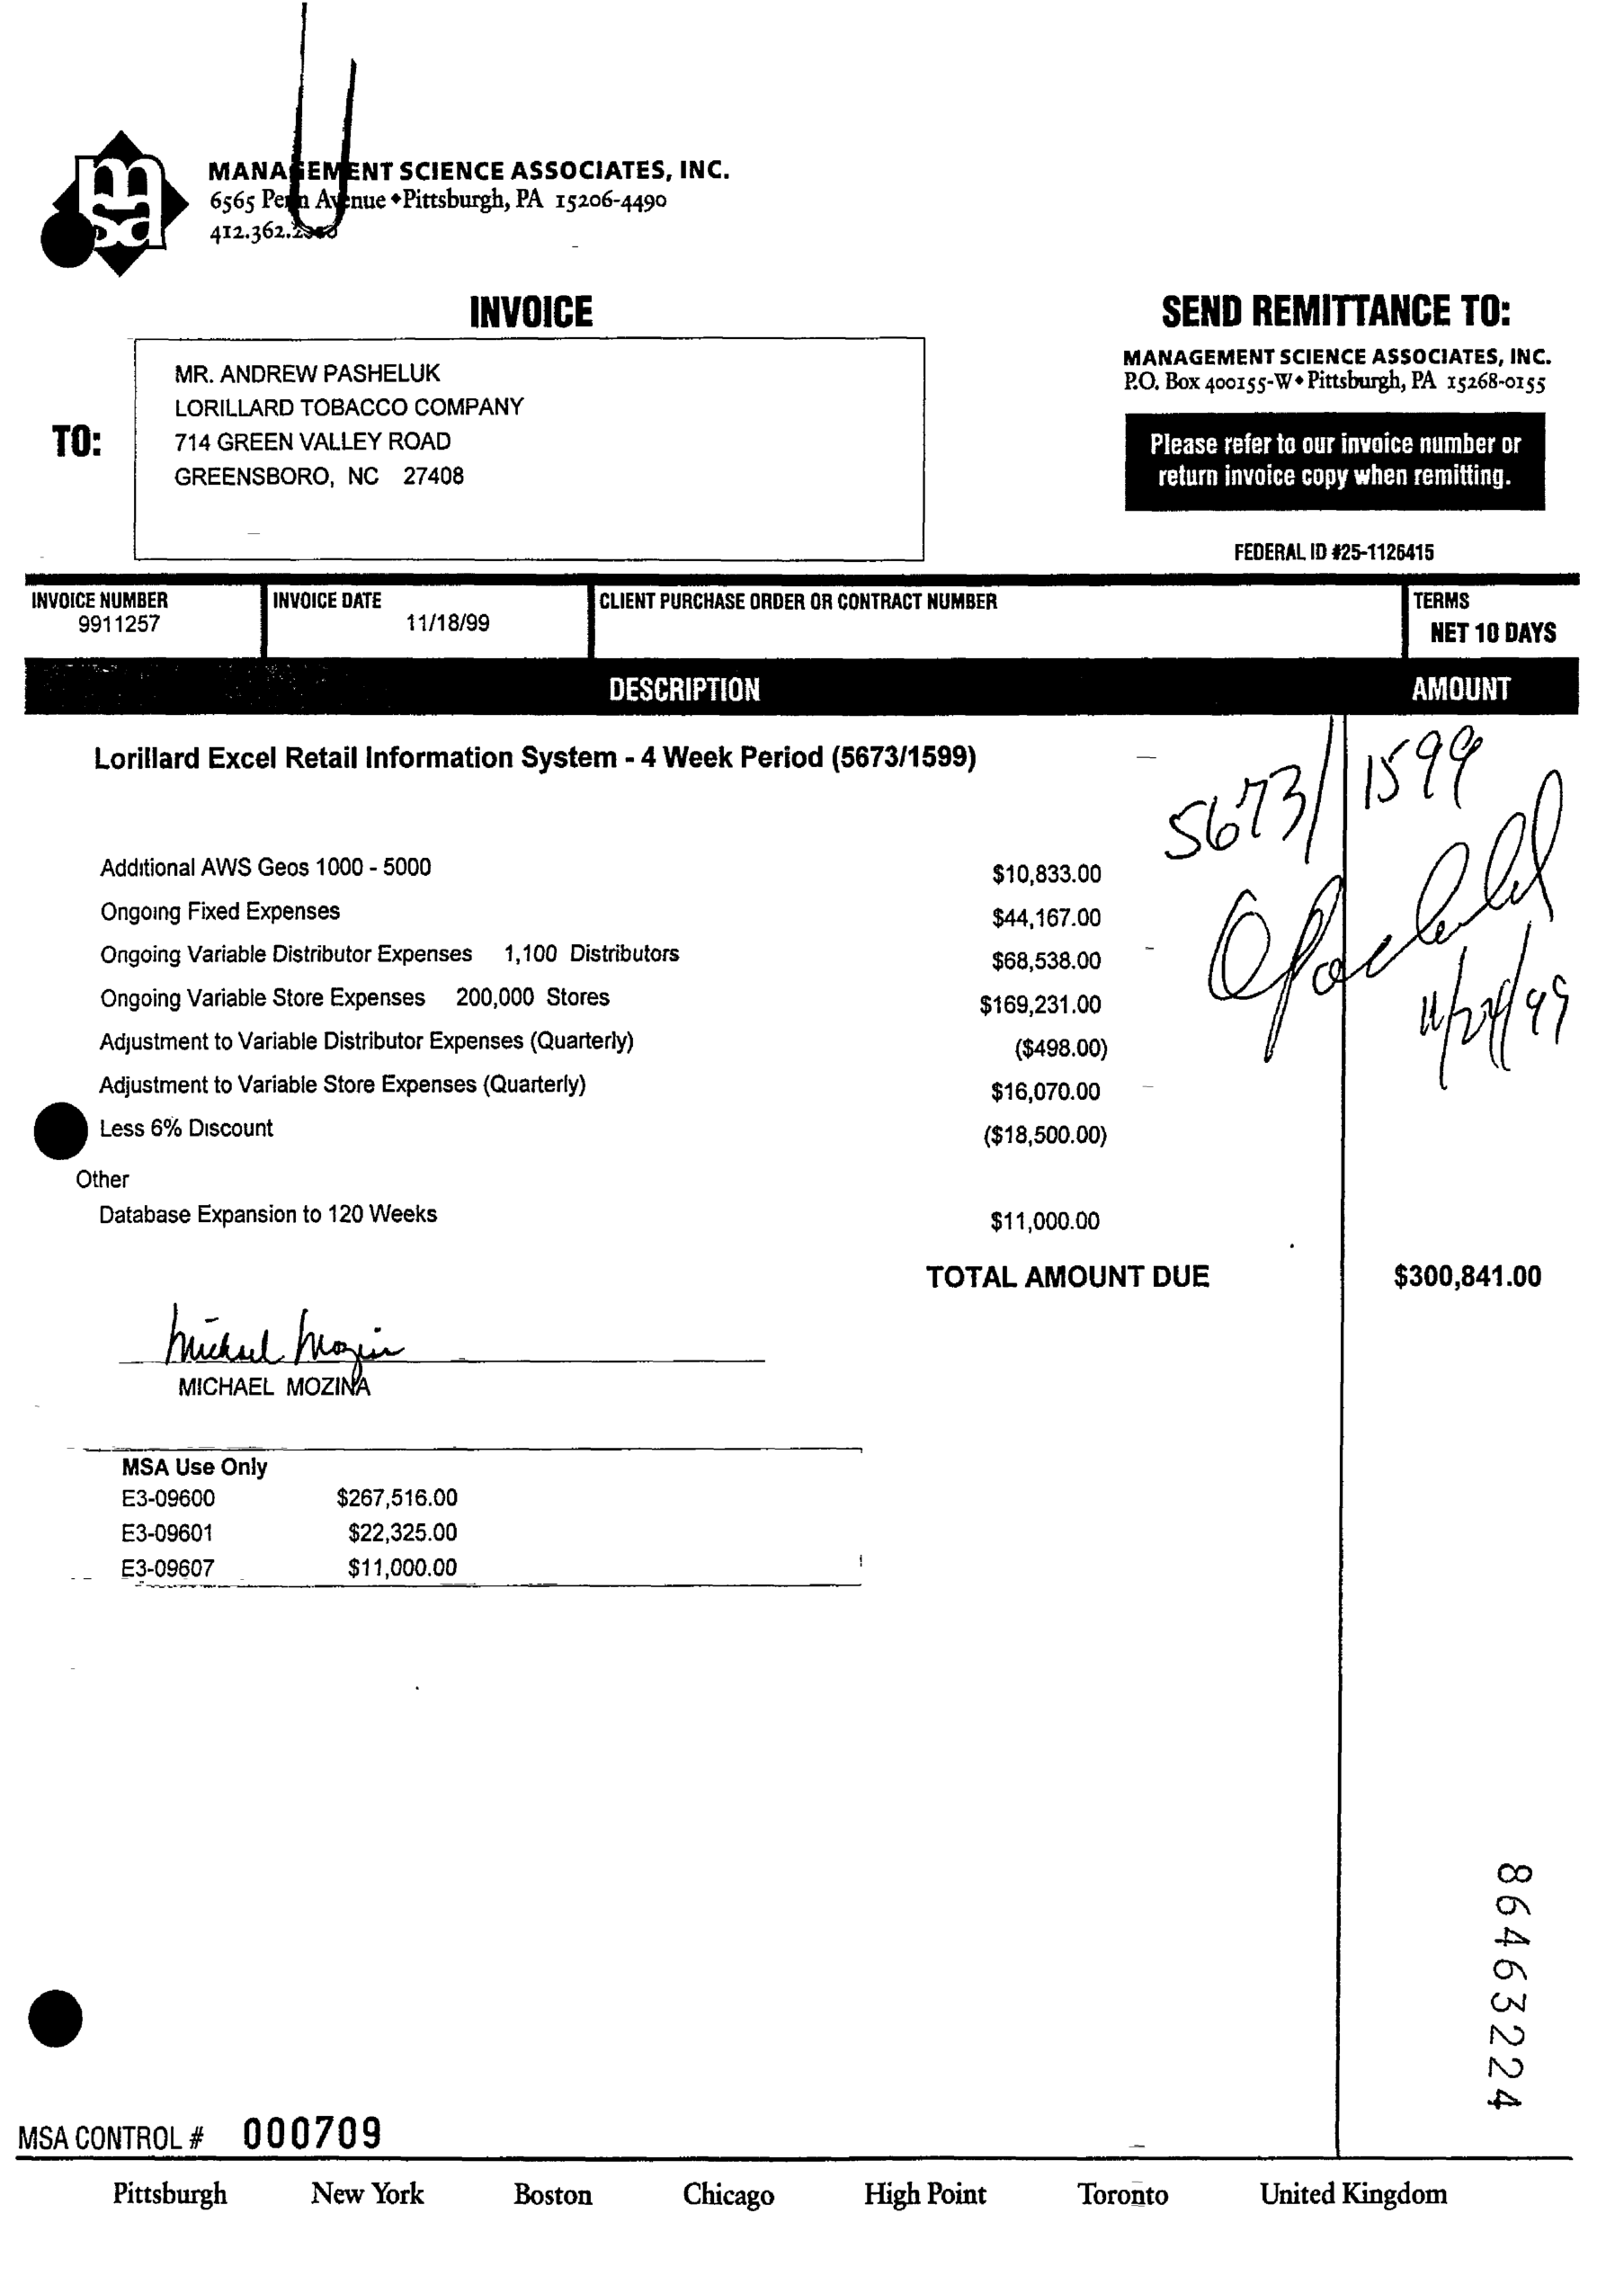 msa
MANAGEMENT SCIENCE ASSOCIATES, INC.
6565 Penn Avenue ♦ Pittsburgh, PA 15206-4490
412.362.
INVOICE
SEND REMITTANCE TO:
MANAGEMENT SCIENCE ASSOCIATES, INC.
P.O. Box 400155-W ♦ Pittsburgh, PA 15268-0155
TO:
MR. ANDREW PASHELUK
LORILLARD TOBACCO COMPANY
714 GREEN VALLEY ROAD
GREENSBORO, NC 27408
Please refer to our invoice number or
return invoice copy when remitting.
FEDERAL ID #25-1126415
INVOICE NUMBER INVOICE DATE CLIENT PURCHASE ORDER OR CONTRACT NUMBER TERMS
9911257 11/18/99 NET 10 DAYS
DESCRIPTION AMOUNT
Lorillard Excel Retail Information System - 4 Week Period (5673/1599)
5673/1599
Additional AWS Geos 1000 - 5000 $10,833.00
Ongoing Fixed Expenses $44,167.00
Ongoing Variable Distributor Expenses 1,100 Distributors $68,538.00
Ongoing Variable Store Expenses 200,000 Stores $169,231.00
Adjustment to Variable Distributor Expenses (Quarterly) ($498.00)
Adjustment to Variable Store Expenses (Quarterly) $16,070.00
Less 6% Discount ($18,500.00)
Other
Database Expansion to 120 Weeks $11,000.00
TOTAL AMOUNT DUE $300,841.00
Michael Mozina
MICHAEL MOZINA
MSA Use Only
E3-09600 $267,516.00
E3-09601 $22,325.00
E3-09607 $11,000.00
86463224
MSA CONTROL # 000709
Pittsburgh New York Boston Chicago High Point Toronto United Kingdom